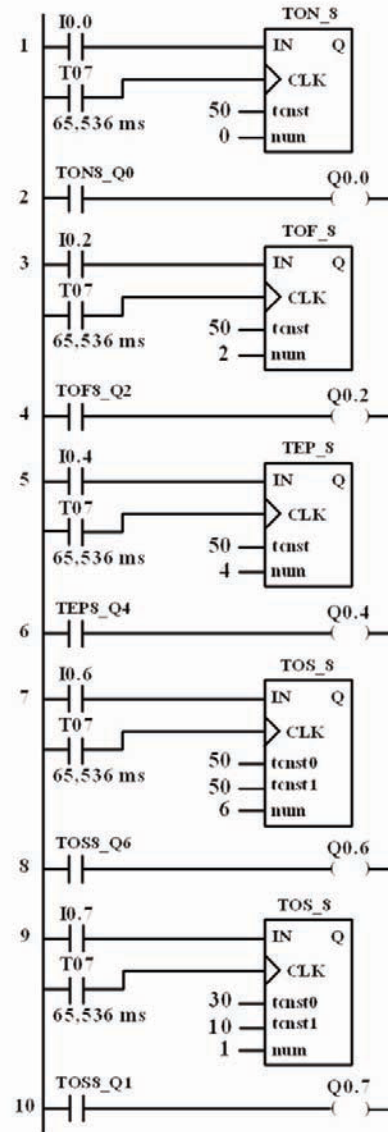 TON_8
1 I0.0 IN Q
T07 CLK
65,536 ms 50 tcnst
0 num
TON8_Q0 Q0.0
2
TOF_8
3 I0.2 IN Q
T07 CLK
65,536 ms 50 tcnst
2 num
TOF8_Q2 Q0.2
4
TEP_8
5 I0.4 IN Q
T07 CLK
65,536 ms 50 tcnst
4 num
TEP8_Q4 Q0.4
6
TOS_8
7 I0.6 IN Q
T07 CLK
65,536 ms 50 tcnst0
50 tcnst1
6 num
TOS8_Q6 Q0.6
8
TOS_8
9 I0.7 IN Q
T07 CLK
65,536 ms 30 tcnst0
10 tcnst1
1 num
TOS8_Q1 Q0.7
10